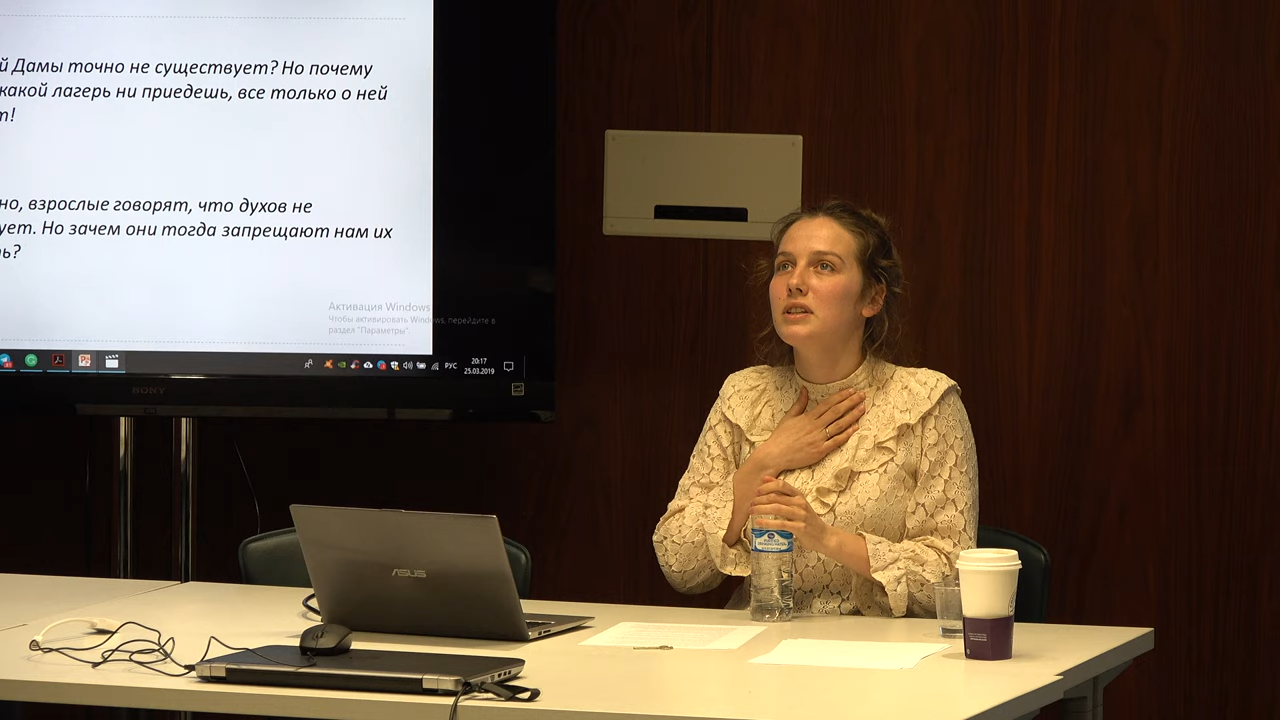 й Дамы точно не существует? Но почему
какой лагерь ни приедешь, все только о ней
т!
но, взрослые говорят, что духов не
ует. Но зачем они тогда запрещают нам их
ь?
Активация Windows
Чтобы активировать Windows, перейдите в
раздел "Параметры".
РУС
20:17
25.03.2019
SONY
ASUS